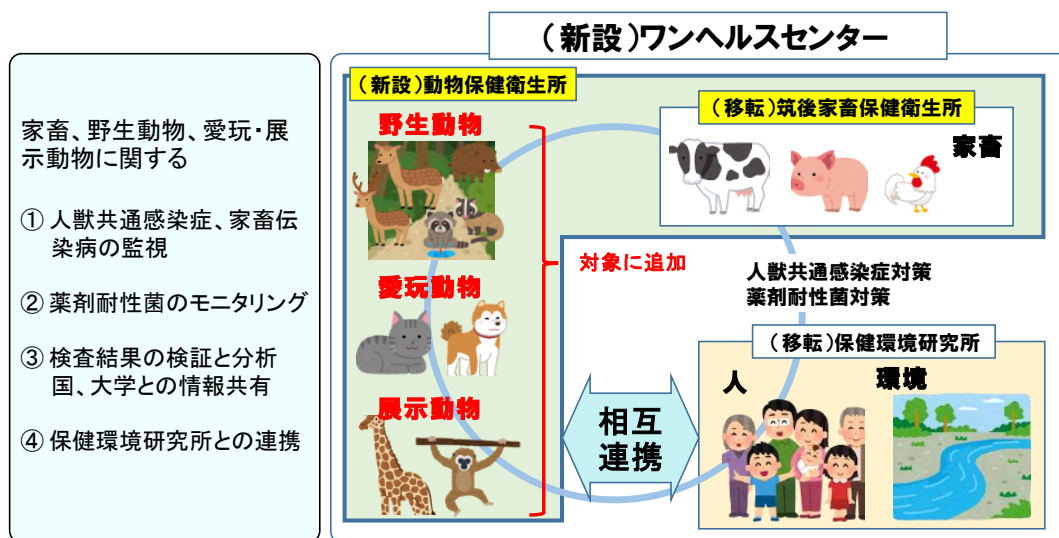 （新設）ワンヘルスセンター
家畜、野生動物、愛玩・展
示動物に関する
① 人獣共通感染症、家畜伝
染病の監視
② 薬剤耐性菌のモニタリング
③ 検査結果の検証と分析
国、大学との情報共有
④ 保健環境研究所との連携
（新設）動物保健衛生所
野生動物
愛玩動物
展示動物
対象に追加
（移転）筑後家畜保健衛生所
家畜
人獣共通感染症対策
薬剤耐性菌対策
相互
連携
（移転）保健環境研究所
人
環境